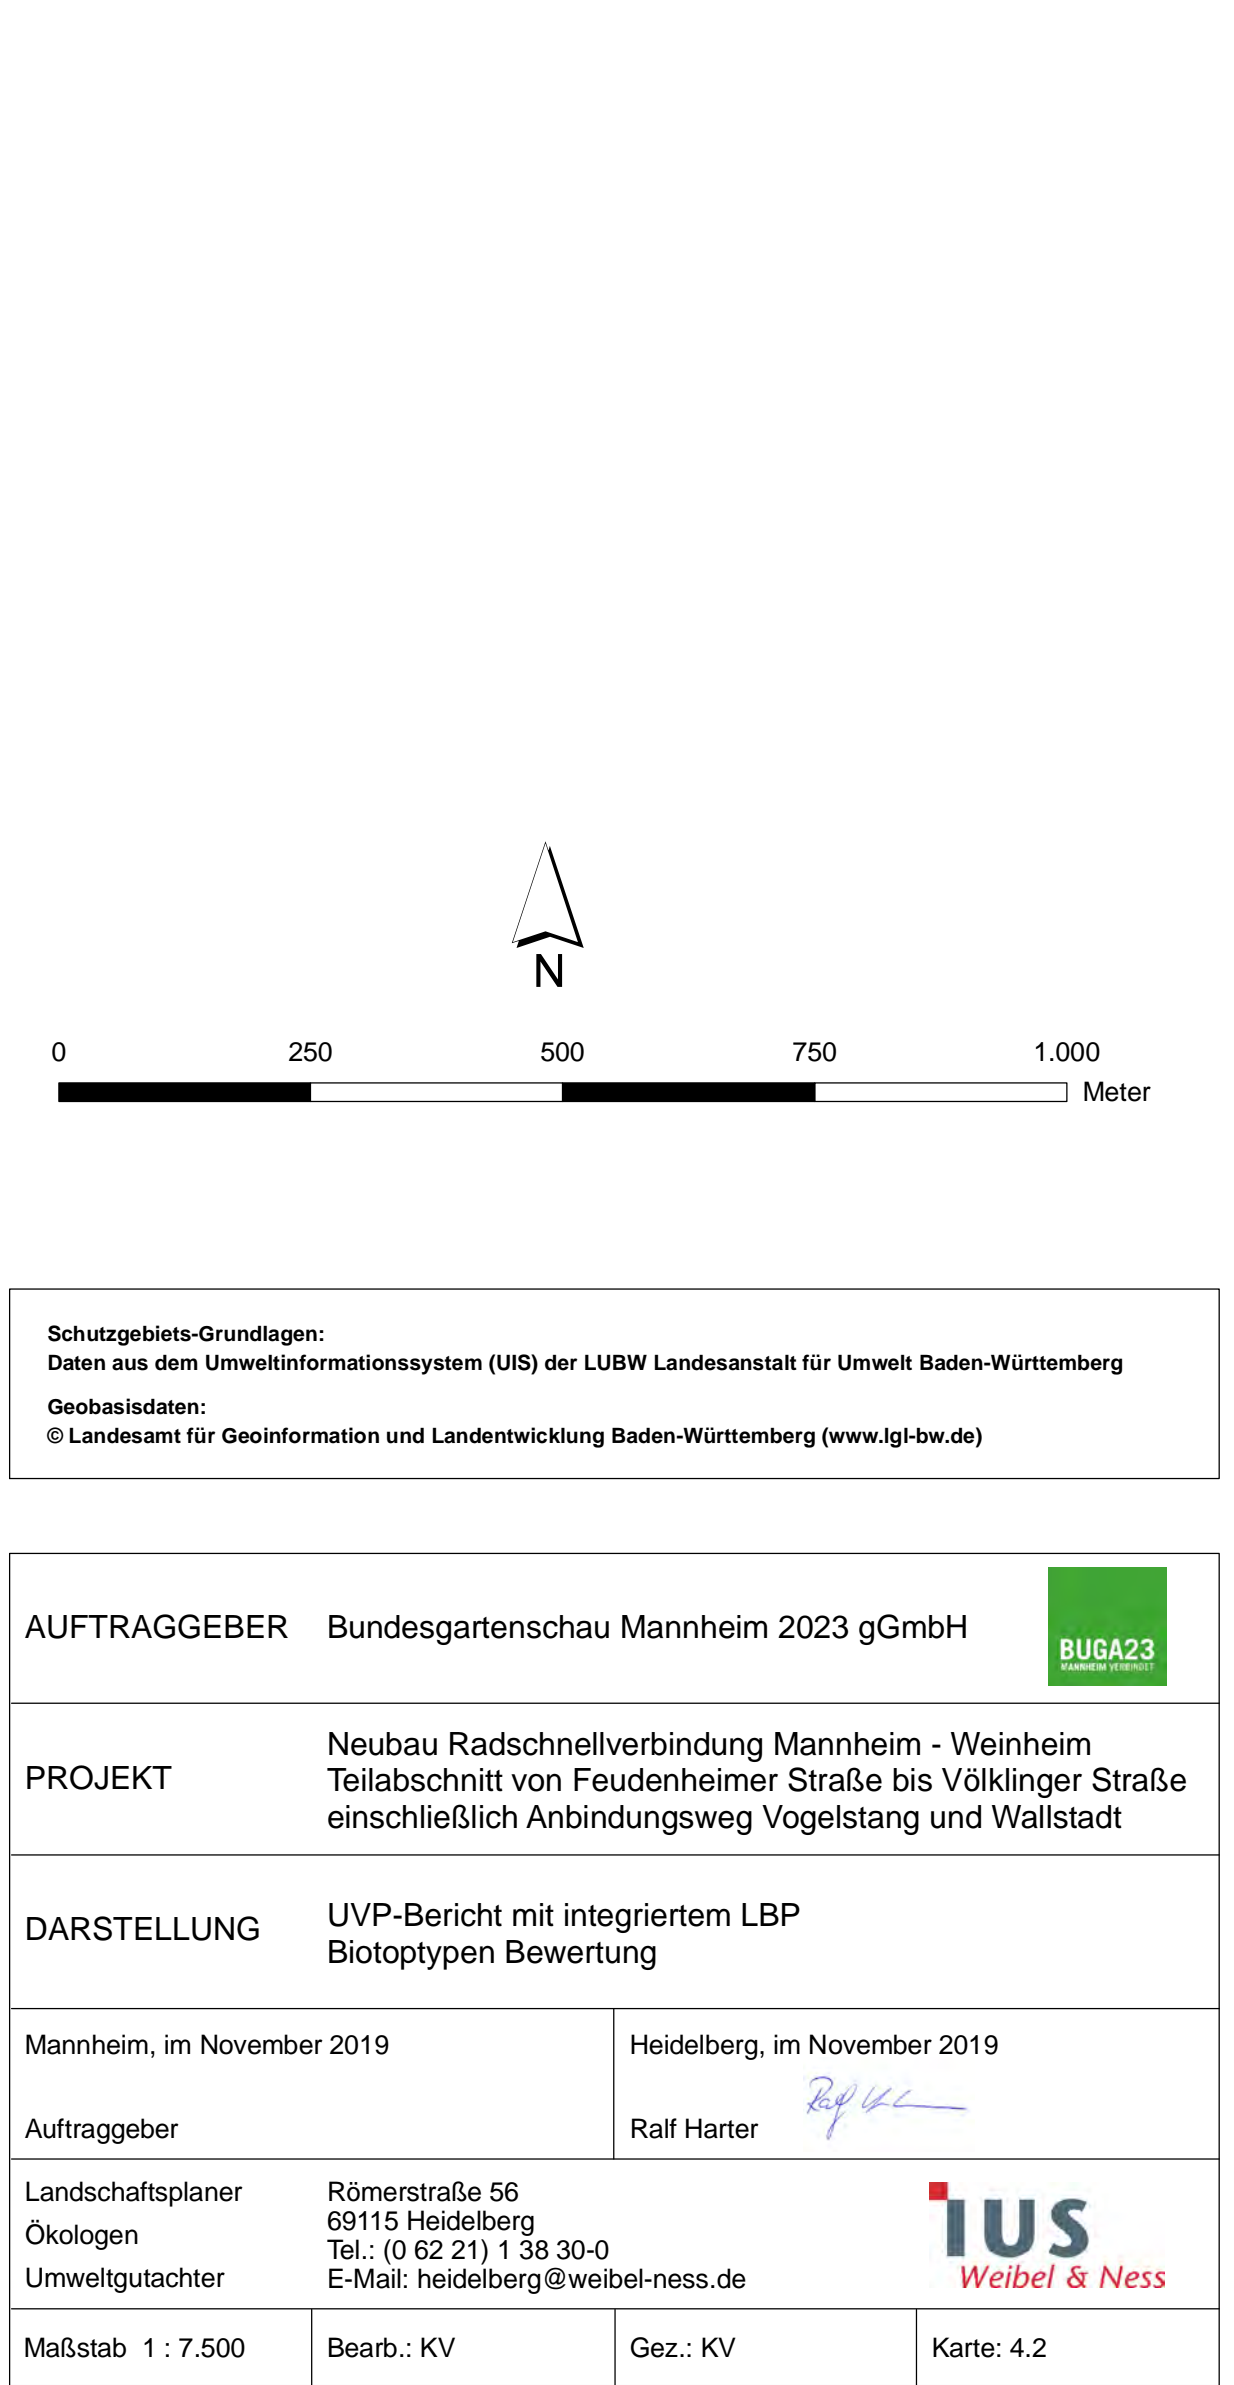 N
0 250 500 750 1.000
Meter
Schutzgebiets-Grundlagen:
Daten aus dem Umweltinformationssystem (UIS) der LUBW Landesanstalt für Umwelt Baden-Württemberg
Geobasisdaten:
© Landesamt für Geoinformation und Landentwicklung Baden-Württemberg (www.lgl-bw.de)
AUFTRAGGEBER Bundesgartenschau Mannheim 2023 gGmbH
BUGA23
MANNHEIM VERBINDET
PROJEKT
Neubau Radschnellverbindung Mannheim - Weinheim
Teilabschnitt von Feudenheimer Straße bis Völklinger Straße
einschließlich Anbindungsweg Vogelstang und Wallstadt
DARSTELLUNG
UVP-Bericht mit integriertem LBP
Biotoptypen Bewertung
Mannheim, im November 2019
Auftraggeber
Heidelberg, im November 2019
Ralf Harter
Landschaftsplaner
Ökologen
Umweltgutachter
Römerstraße 56
69115 Heidelberg
Tel.: (0 62 21) 1 38 30-0
E-Mail: heidelberg@weibel-ness.de
IUS
Weibel & Ness
Maßstab 1 : 7.500
Bearb.: KV
Gez.: KV
Karte: 4.2